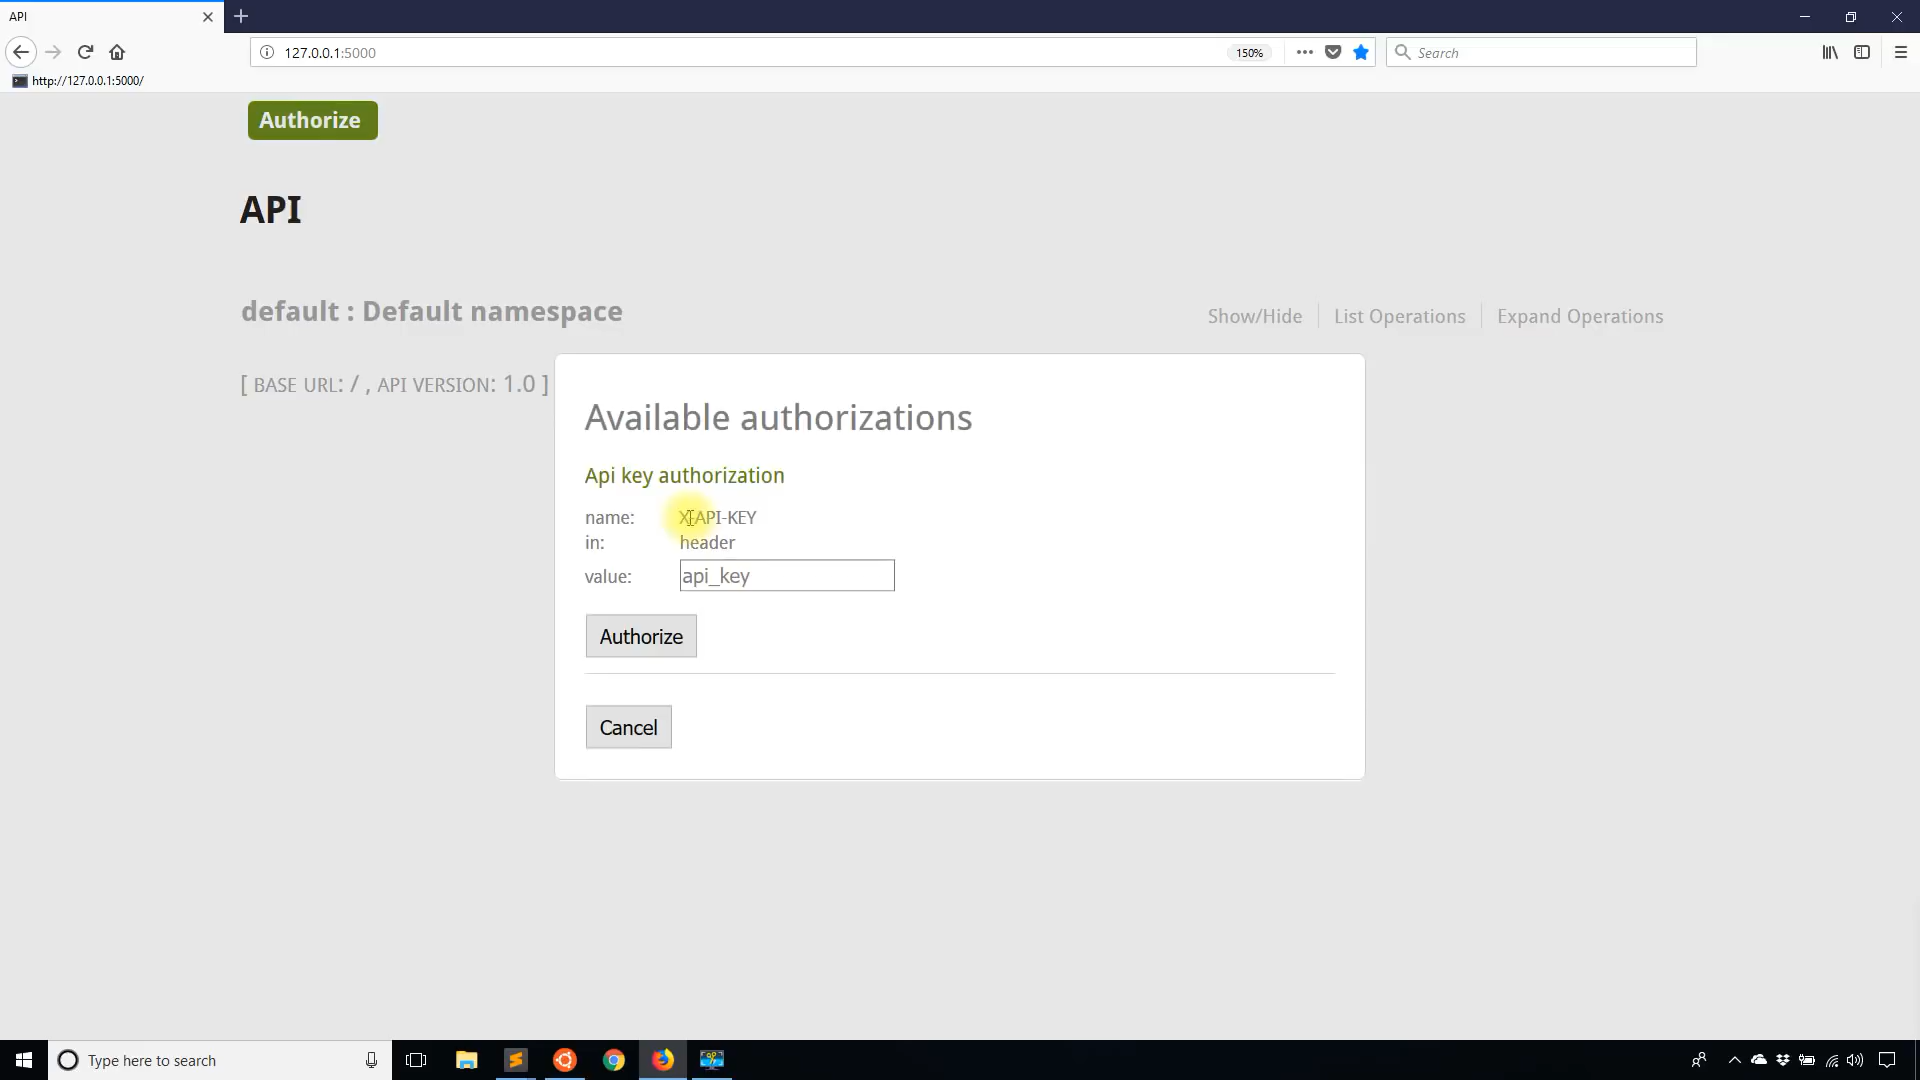 API
127.0.0.1:5000
150%
Search
http://127.0.0.1:5000/
Authorize
API
default : Default namespace
Show/Hide
List Operations
Expand Operations
[ BASE URL: / , API VERSION: 1.0 ]
Available authorizations
Api key authorization
name: X-API-KEY
in: header
value: api_key
Authorize
Cancel
Type here to search